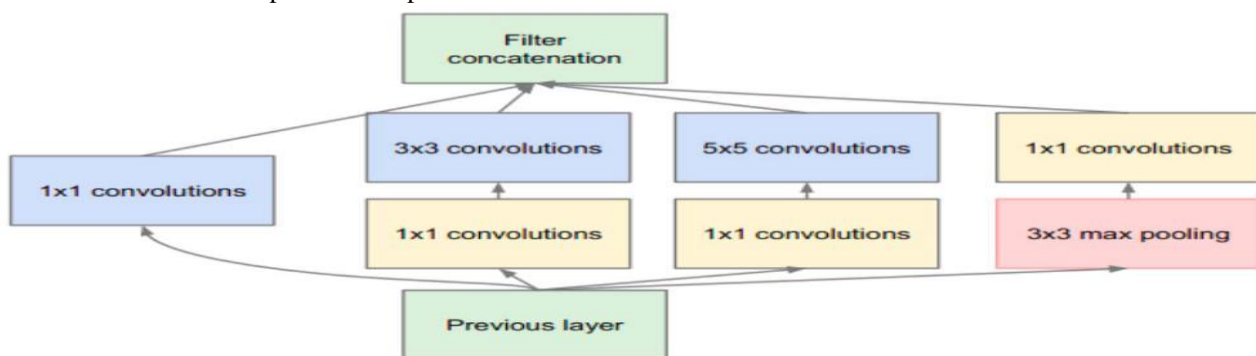 Filter
concatenation
3x3 convolutions
5x5 convolutions
1x1 convolutions
1x1 convolutions
1x1 convolutions
1x1 convolutions
3x3 max pooling
Previous layer